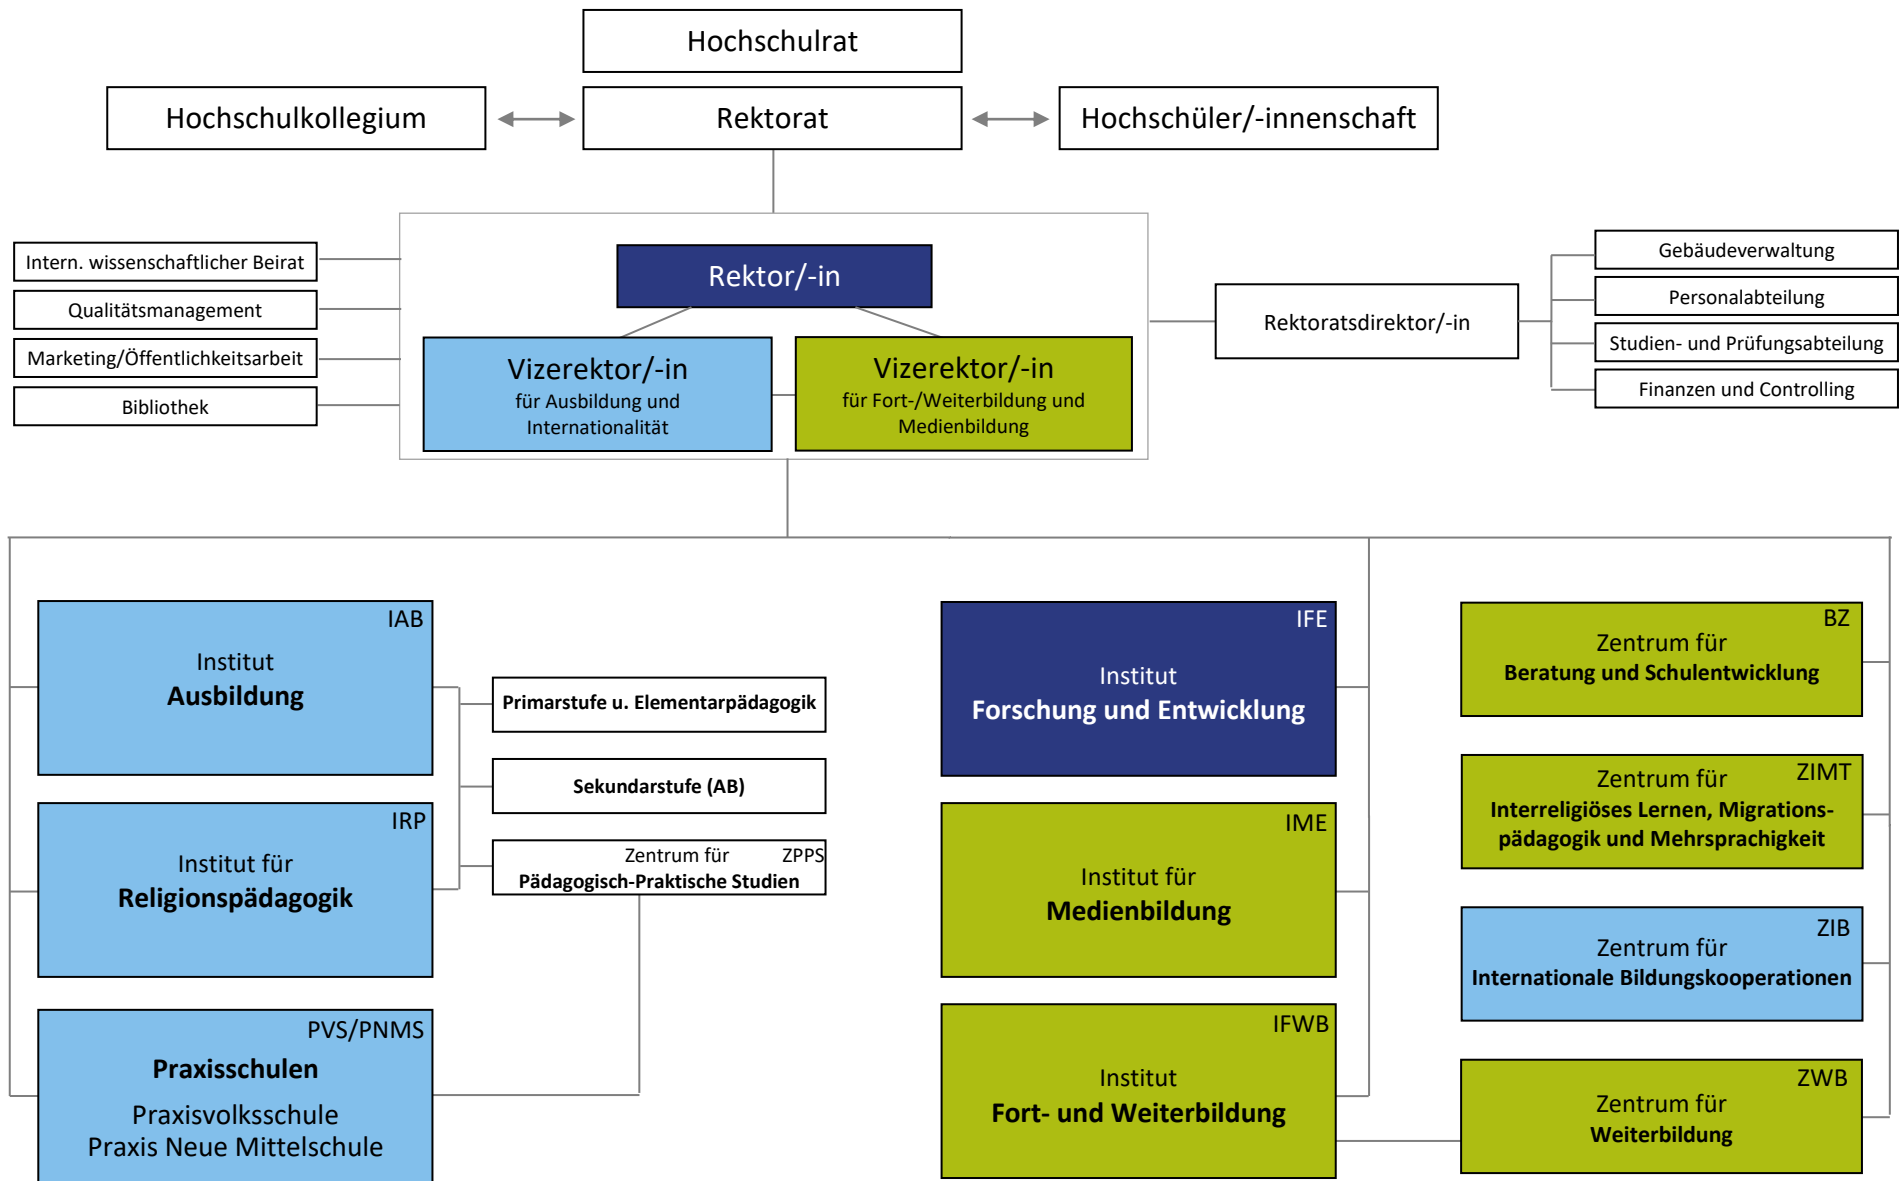 Hochschulrat
Hochschulkollegium
Rektorat
Hochschüler/-innenschaft
Intern. wissenschaftlicher Beirat
Qualitätsmanagement
Marketing/Öffentlichkeitsarbeit
Bibliothek
Rektor/-in
Vizerektor/-in
für Ausbildung und
Internationalität
Vizerektor/-in
für Fort-/Weiterbildung und
Medienbildung
Rektoratsdirektor/-in
Gebäudeverwaltung
Personalabteilung
Studien- und Prüfungsabteilung
Finanzen und Controlling
IAB
Institut
Ausbildung
IRP
Institut für
Religionspädagogik
PVS/PNMS
Praxisschulen
Praxisvolksschule
Praxis Neue Mittelschule
Primarstufe u. Elementarpädagogik
Sekundarstufe (AB)
Zentrum für ZPPS
Pädagogisch-Praktische Studien
IFE
Institut
Forschung und Entwicklung
IME
Institut für
Medienbildung
IFWB
Institut
Fort- und Weiterbildung
BZ
Zentrum für
Beratung und Schulentwicklung
ZIMT
Zentrum für
Interreligiöses Lernen, Migrations-
pädagogik und Mehrsprachigkeit
ZIB
Zentrum für
Internationale Bildungskooperationen
ZWB
Zentrum für
Weiterbildung